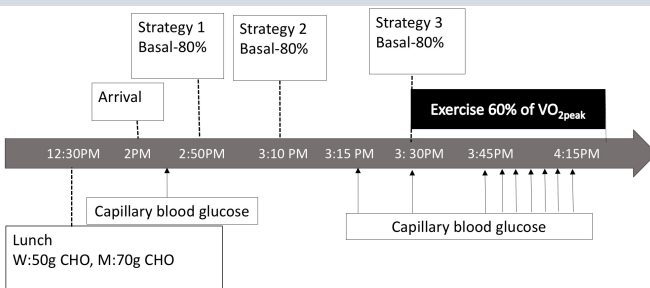 Strategy 1
Basal-80%
Strategy 2
Basal-80%
Strategy 3
Basal-80%
Arrival
Exercise 60% of VO2peak
12:30PM 2PM 2:50PM 3:10 PM 3:15 PM 3: 30PM 3:45PM 4:15PM
Capillary blood glucose
Capillary blood glucose
Lunch
W:50g CHO, M:70g CHO